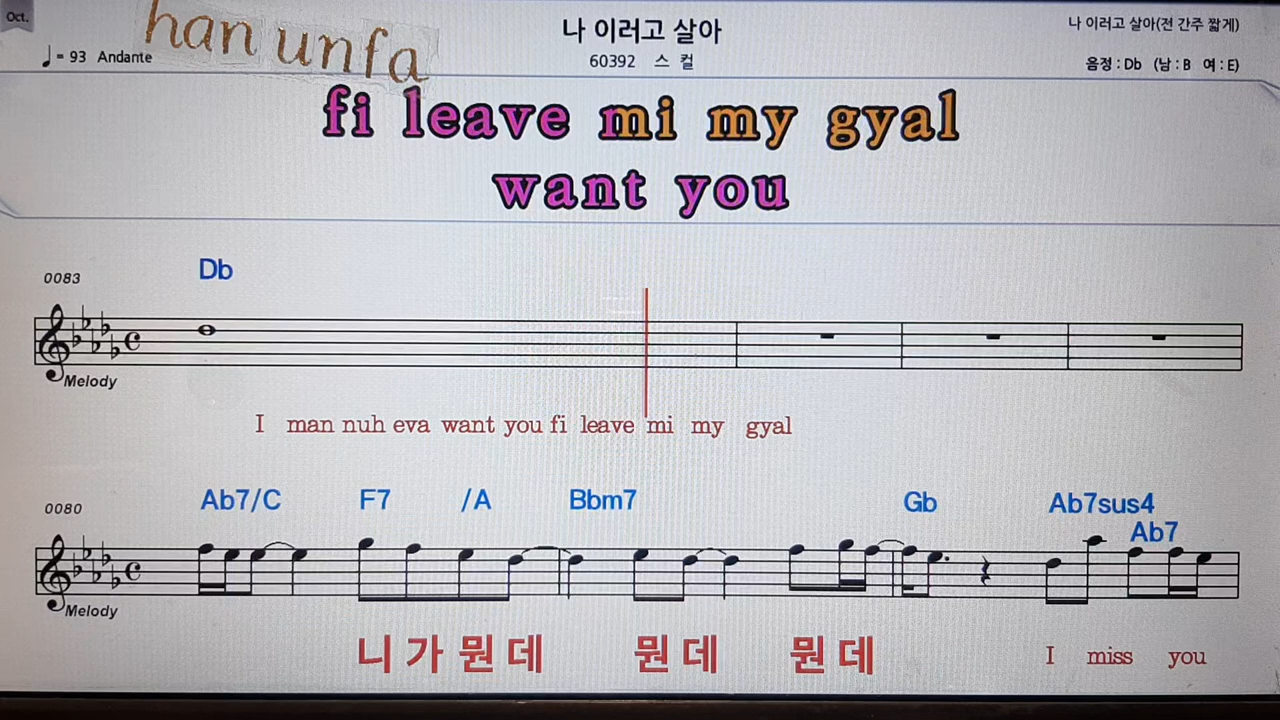 Oct.
han unfa
나 이러고 살아
나 이러고 살아(전 간주 짧게)
♩= 93 Andante
60392 스 컬
음정 : Db (남 : B 여 : E)
fi leave mi my gyal
want you
0083
Db
Melody
I man nuh eva want you fi leave mi my gyal
0080
Ab7/C F7 /A Bbm7 Gb Ab7sus4
Ab7
Melody
니 가 뭔 데 뭔 데 뭔 데 I miss you